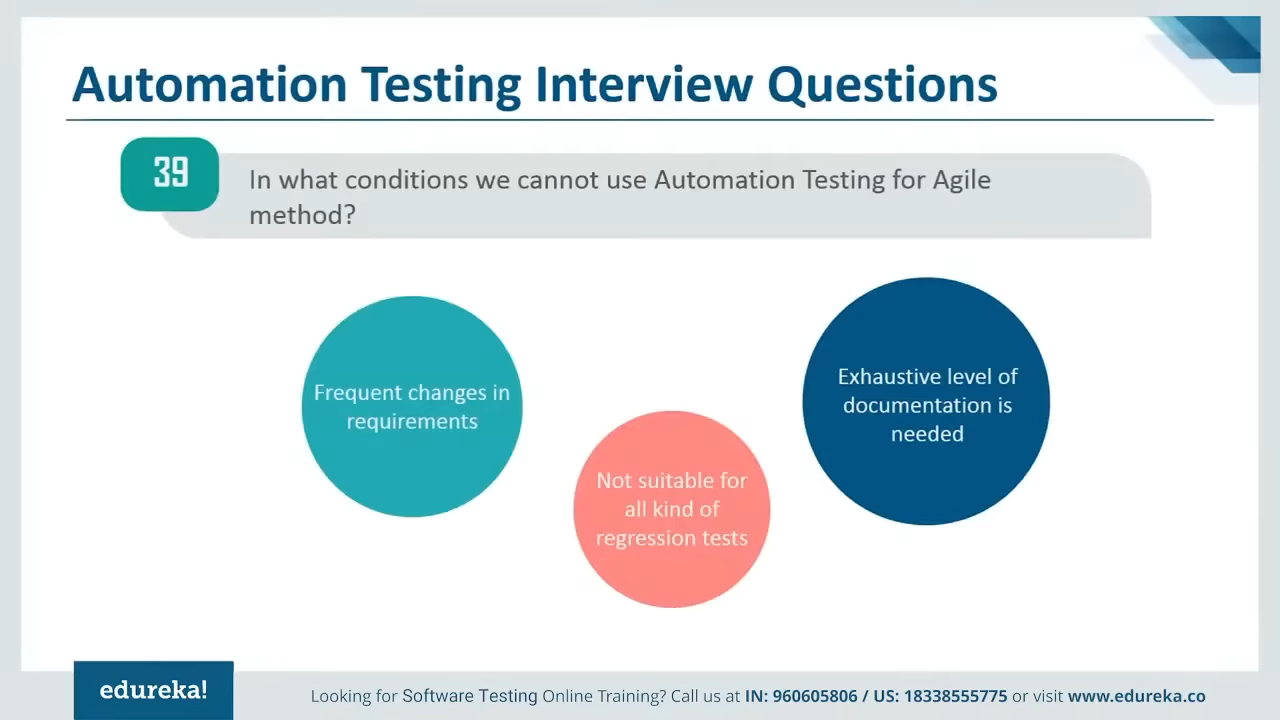 Automation Testing Interview Questions
39
In what conditions we cannot use Automation Testing for Agile
method?
Frequent changes in
requirements
Not suitable for
all kind of
regression tests
Exhaustive level of
documentation is
needed
edureka!
Looking for Software Testing Online Training? Call us at IN: 960605806 / US: 18338555775 or visit www.edureka.co